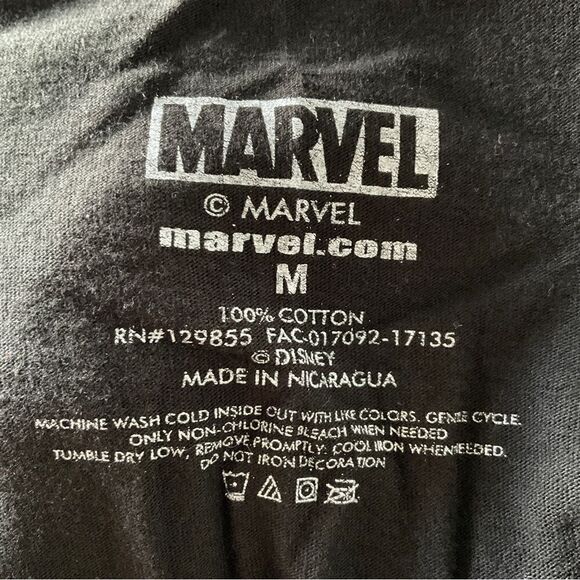 MARVEL
© MARVEL
marvel.com
M
100% COTTON
RN#129855 FAC-017092-17135
© DISNEY
MADE IN NICARAGUA
MACHINE WASH COLD INSIDE OUT WITH LIKE COLORS. GENTLE CYCLE.
ONLY NON-CHLORINE BLEACH WHEN NEEDED
TUMBLE DRY LOW, REMOVE PROMPTLY. COOL IRON WHEN NEEDED.
DO NOT IRON DECORATION